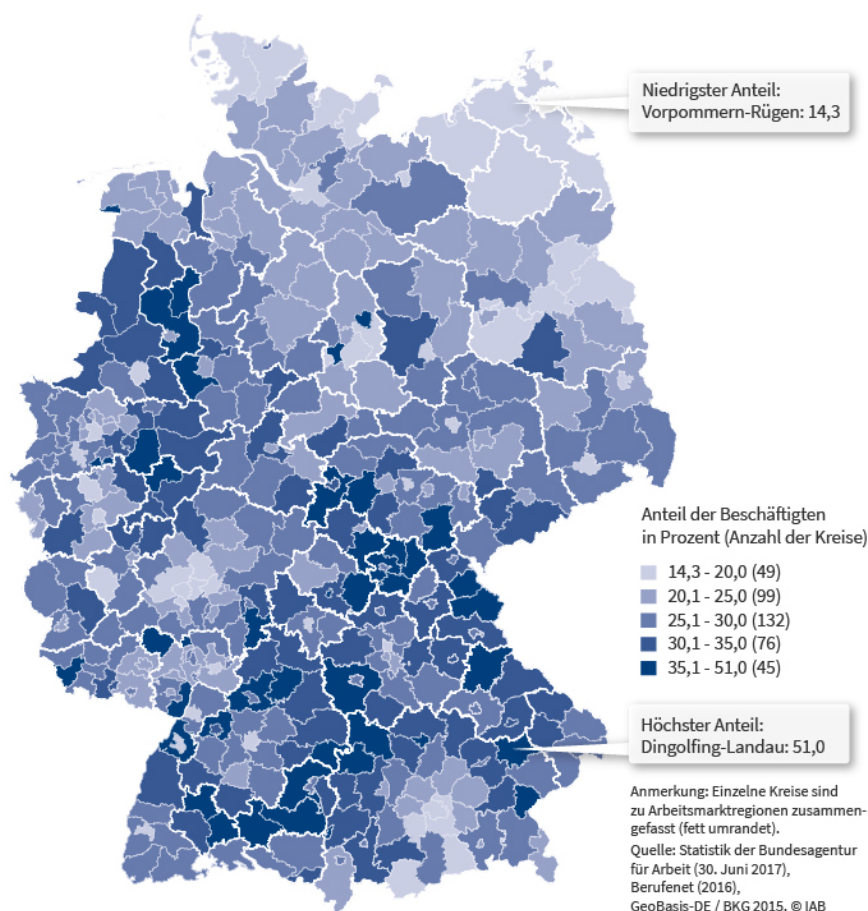 Niedrigster Anteil:
Vorpommern-Rügen: 14,3
Anteil der Beschäftigten
in Prozent (Anzahl der Kreise)
14,3 - 20,0 (49)
20,1 - 25,0 (99)
25,1 - 30,0 (132)
30,1 - 35,0 (76)
35,1 - 51,0 (45)
Höchster Anteil:
Dingolfing-Landau: 51,0
Anmerkung: Einzelne Kreise sind
zu Arbeitsmarktregionen zusammen-
gefasst (fett umrandet).
Quelle: Statistik der Bundesagentur
für Arbeit (30. Juni 2017),
Berufenet (2016),
GeoBasis-DE / BKG 2015. © IAB